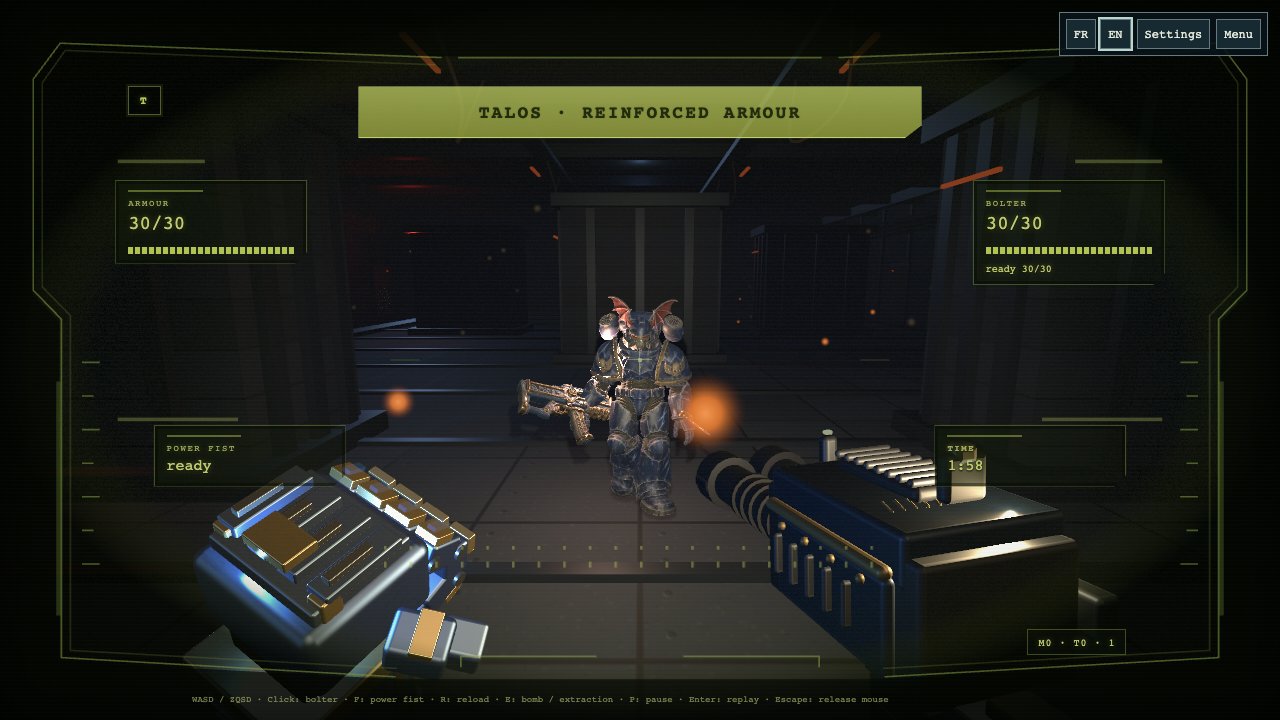 FR EN Settings Menu
T
TALOS · REINFORCED ARMOUR
ARMOUR
30/30
BOLTER
30/30
ready 30/30
POWER FIST
ready
TIME
1:58
M0 · T0 · 1
WASD / ZQSD · Click: bolter · F: power fist · R: reload · E: bomb / extraction · P: pause · Enter: replay · Escape: release mouse